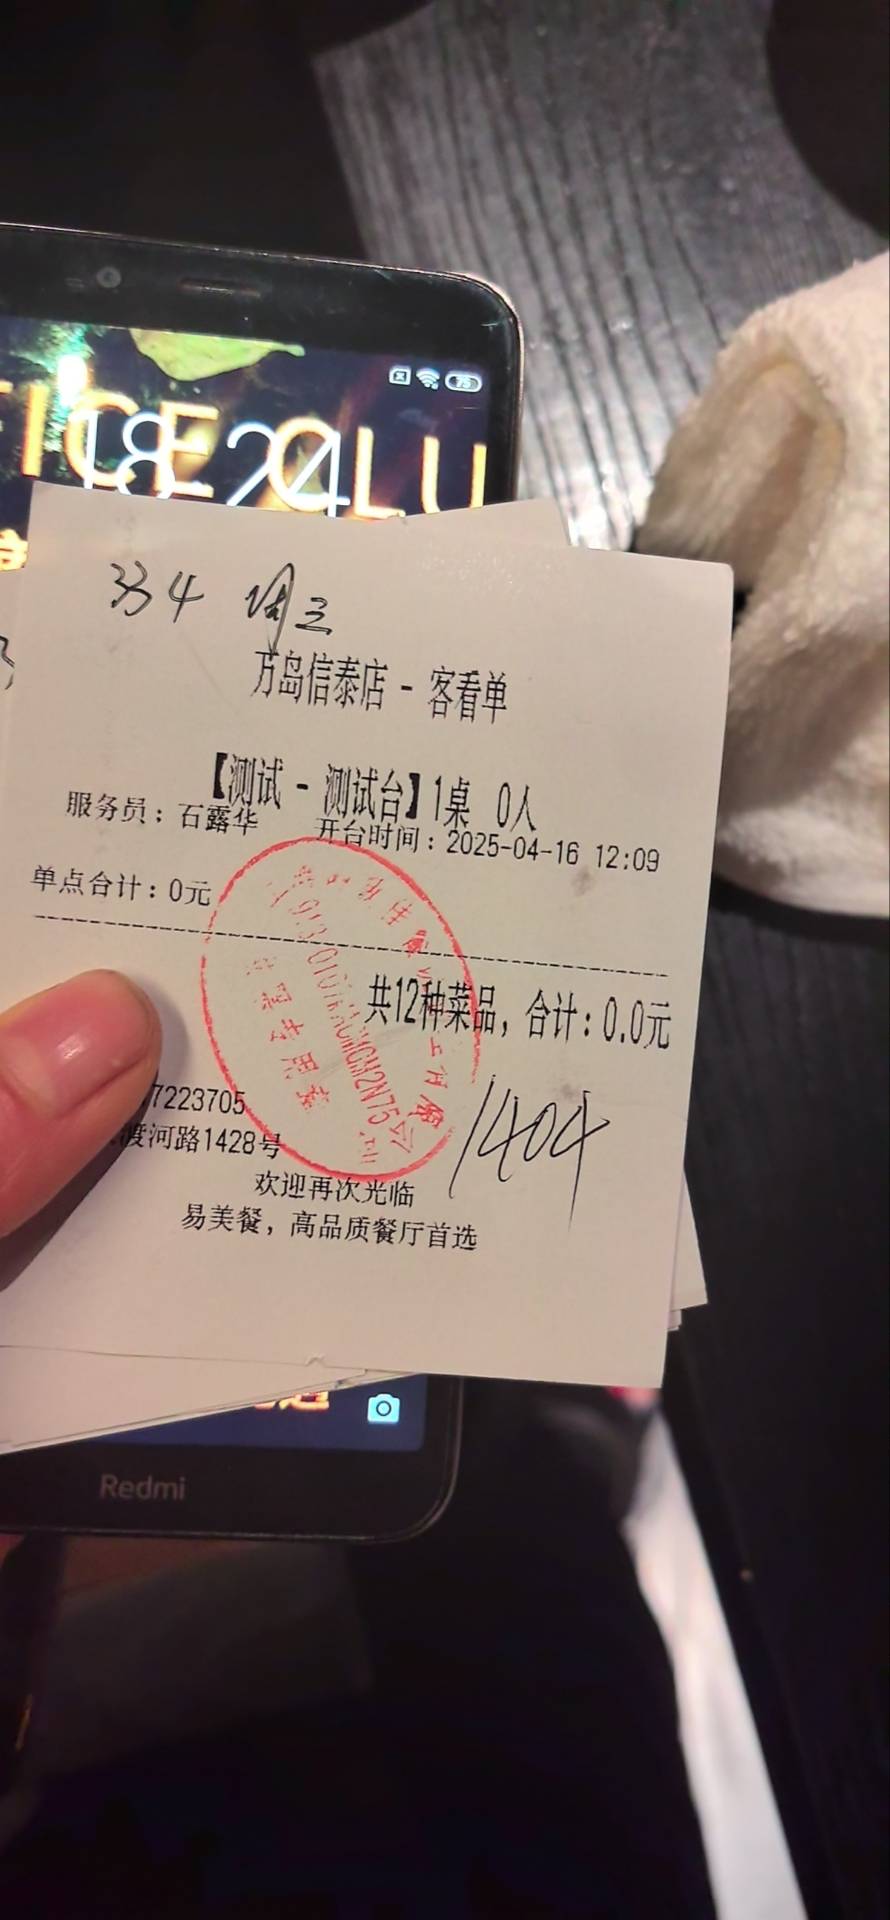 18:24
334 周三
万岛信泰店 - 客看单
【测试 - 测试台】1桌 0人
服务员：石露华 开台时间：2025-04-16 12:09
单点合计：0元
共12种菜品，合计：0.0元
1404
7223705
渡河路1428号
欢迎再次光临
易美餐，高品质餐厅首选
Redmi